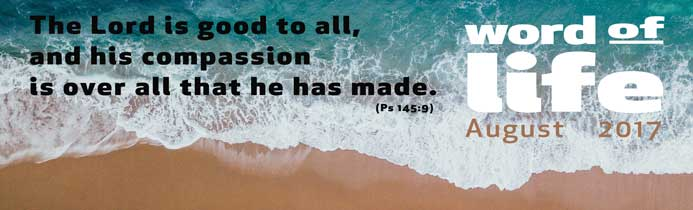 The Lord is good to all,
and his compassion
is over all that he has made.
(Ps 145:9)
word of
life
August 2017